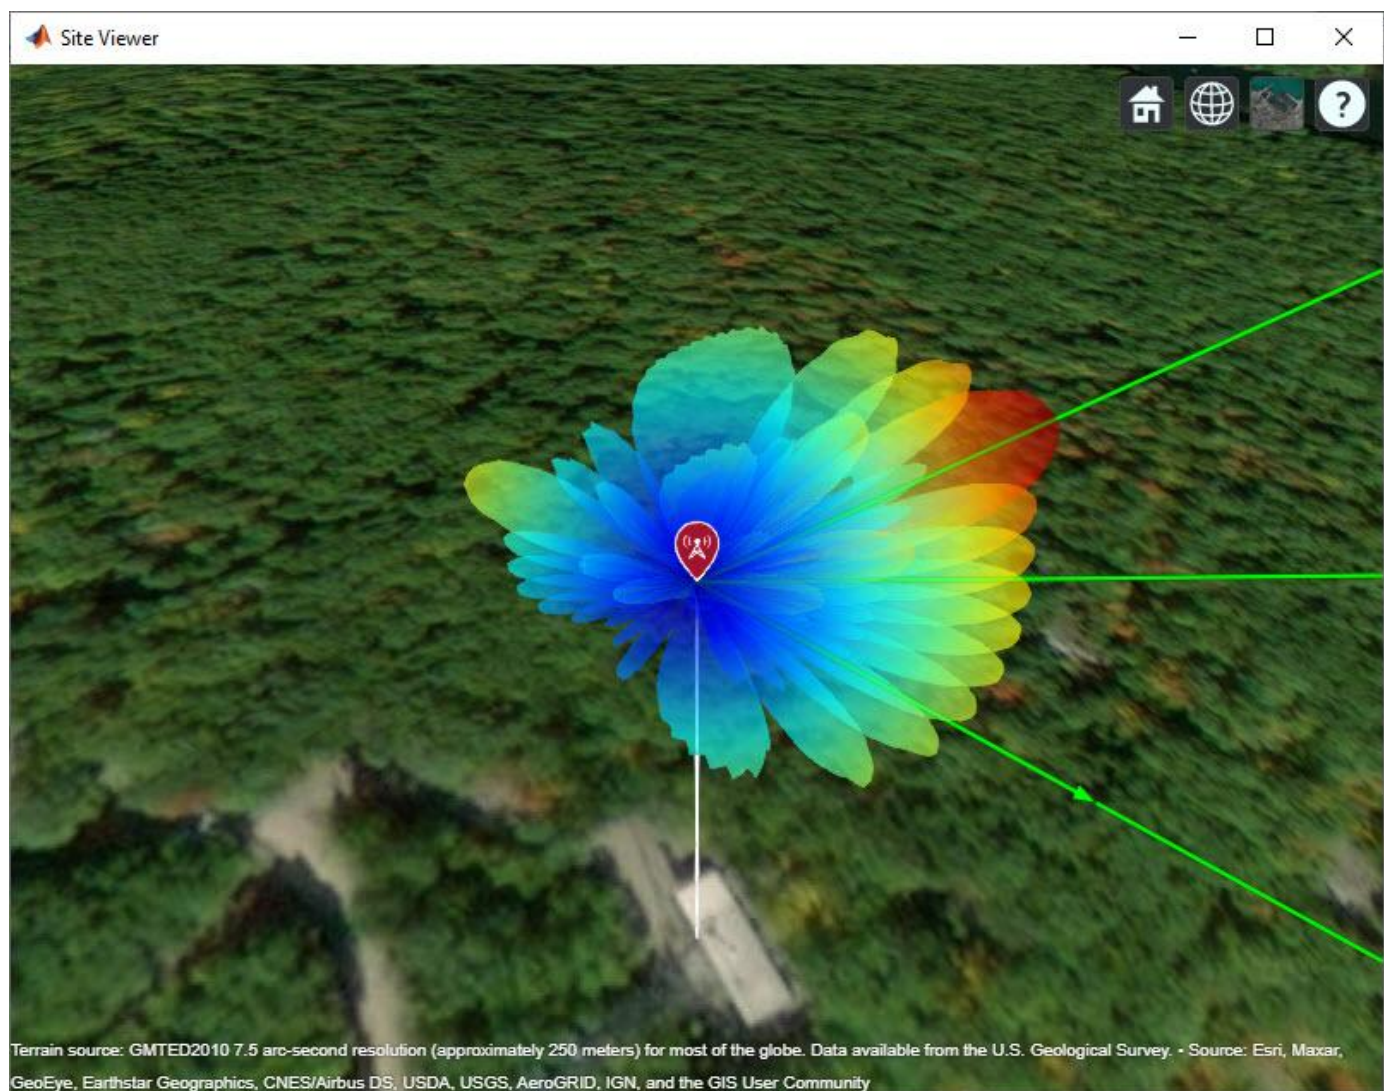 Site Viewer
?
Terrain source: GMTED2010 7.5 arc-second resolution (approximately 250 meters) for most of the globe. Data available from the U.S. Geological Survey. • Source: Esri, Maxar,
GeoEye, Earthstar Geographics, CNES/Airbus DS, USDA, USGS, AeroGRID, IGN, and the GIS User Community